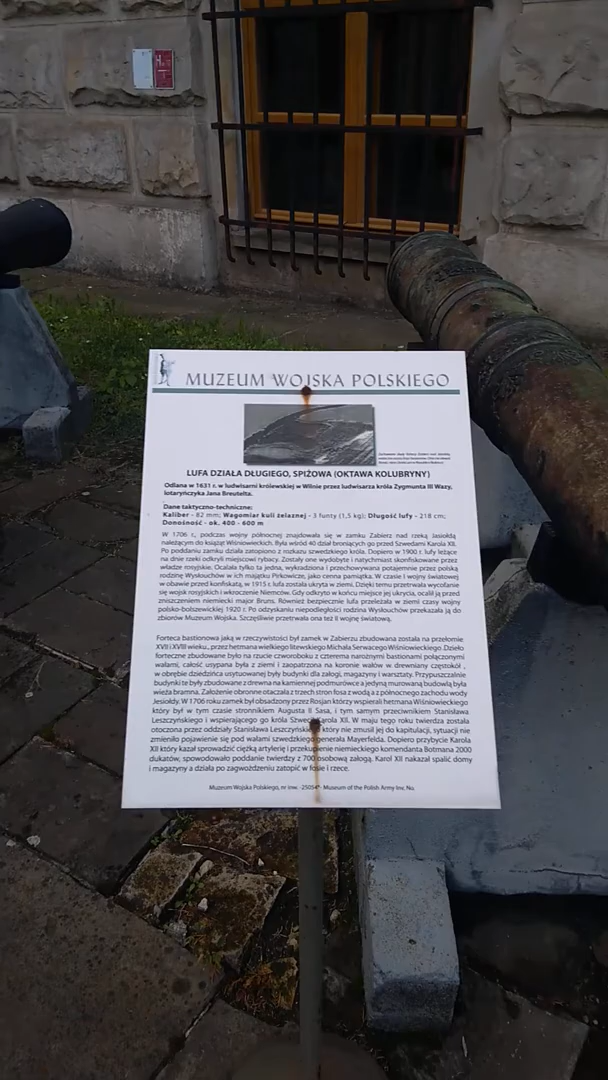 MUZEUM WOJSKA POLSKIEGO
LUFA DZIAŁA DŁUGIEGO, SPIŻOWA (OKTAWA KOLUBRYNY)
Odlana w 1631 r. w ludwisarni królewskiej w Wilnie przez ludwisarza króla Zygmunta III Wazy,
lotaryńczyka Jana Breutelta.
Dane taktyczno-techniczne:
Kaliber - 82 mm; Wagomiar kuli żelaznej - 3 funty (1,5 kg); Długość lufy - 218 cm;
Donośność - ok. 400 - 600 m
W 1706 r., podczas wojny północnej znajdowała się w zamku Zabierz nad rzeką Jasiołdą
należącym do książąt Wiśniowieckich. Była wśród 40 dział broniących go przed Szwedami Karola XII.
Po poddaniu zamku działa zatopiono z rozkazu szwedzkiego króla. Dopiero w 1900 r. lufy leżące
na dnie rzeki odkryli miejscowi rybacy. Zostały one wydobyte i natychmiast skonfiskowane przez
władze rosyjskie. Ocalała tylko ta jedna, wykradziona i przechowywana potajemnie przez polską
rodzinę Wysłouchów w ich majątku Pirkowicze, jako cenna pamiątka. W czasie I wojny światowej
w obawie przed konfiskatą, w 1915 r. lufa została ukryta w ziemi. Dzięki temu przetrwała wycofanie
się wojsk rosyjskich i wkroczenie Niemców. Gdy odkryto w końcu miejsce jej ukrycia, ocalił ją przed
zniszczeniem niemiecki major Bruns. Również bezpiecznie lufa przeleżała w ziemi czasy wojny
polsko-bolszewickiej 1920 r. Po odzyskaniu niepodległości rodzina Wysłouchów przekazała ją do
zbiorów Muzeum Wojska. Szczęśliwie przetrwała ona też II wojnę światową.
Forteca bastionowa jaką w rzeczywistości był zamek w Zabierzu zbudowana została na przełomie
XVII i XVIII wieku., przez hetmana wielkiego litewskiego Michała Serwacego Wiśniowieckiego. Dzieło
forteczne zbudowane było na rzucie czworoboku z czterema narożnymi bastionami połączonymi
wałami, całość usypana była z ziemi i zaopatrzona na koronie wałów w drewniany częstokół ,
w obrębie dziedzińca usytuowane były budynki dla załogi, magazyny i warsztaty. Przypuszczalnie
budynki te były zbudowane z drewna na kamiennej podmurówce a jedyną murowaną budowlą była
wieża bramna. Założenie obronne otaczała z trzech stron fosa z wodą a z północnego zachodu wody
Jesiołdy. W 1706 roku zamek był obsadzony przez Rosjan którzy wspierali hetmana Wiśniowieckiego
który był w tym czasie stronnikiem Augusta II Sasa, i tym samym przeciwnikiem Stanisława
Leszczyńskiego i wspierającego go króla Szwecji Karola XII. W maju tego roku twierdza została
otoczona przez oddziały Stanisława Leszczyńskiego, który nie zmusił jej do kapitulacji, sytuacji nie
zmieniło pojawienie się pod wałami szwedzkiego generała Mayerfelda. Dopiero przybycie Karola
XII który kazał sprowadzić ciężką artylerię i przekupienie niemieckiego komendanta Botmana 2000
dukatów, spowodowało poddanie twierdzy z 700 osobową załogą. Karol XII nakazał spalić domy
i magazyny a działa po zagwożdżeniu zatopić w fosie i rzece.
Muzeum Wojska Polskiego, nr inw. Museum of the Polish Army Inv. No.